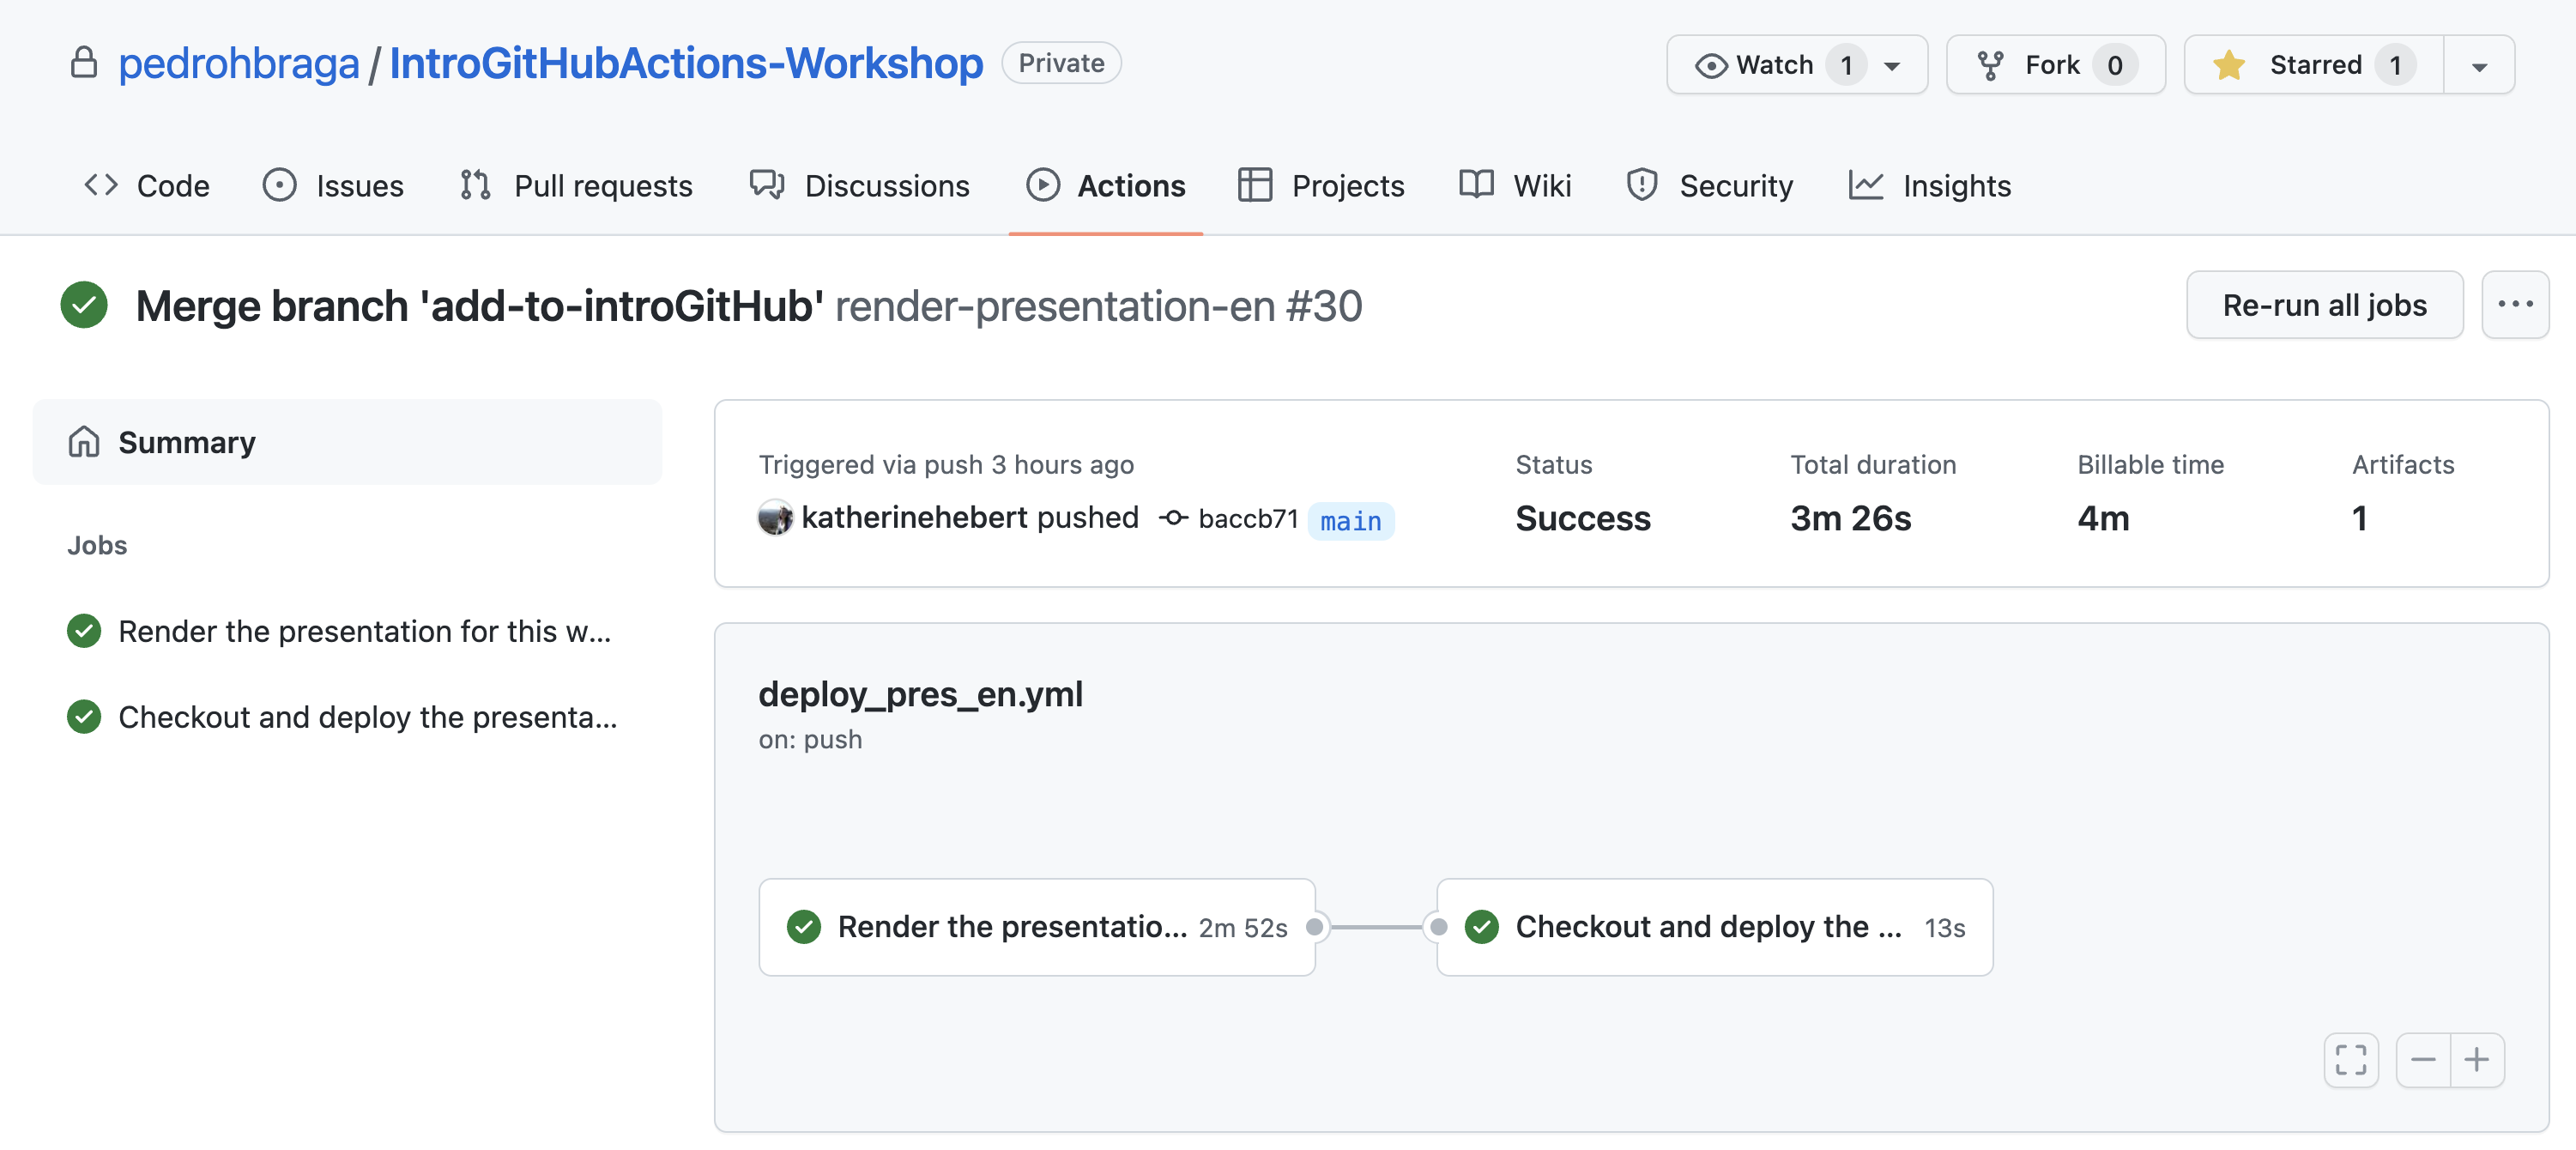 pedrohbraga / IntroGitHubActions-Workshop Private
Watch 1
Fork 0
Starred 1
Code
Issues
Pull requests
Discussions
Actions
Projects
Wiki
Security
Insights
Merge branch 'add-to-introGitHub' render-presentation-en #30
Re-run all jobs
Summary
Jobs
Render the presentation for this w...
Checkout and deploy the presenta...
Triggered via push 3 hours ago
katherinehebert pushed baccb71 main
Status
Success
Total duration
3m 26s
Billable time
4m
Artifacts
1
deploy_pres_en.yml
on: push
Render the presentatio... 2m 52s
Checkout and deploy the ... 13s